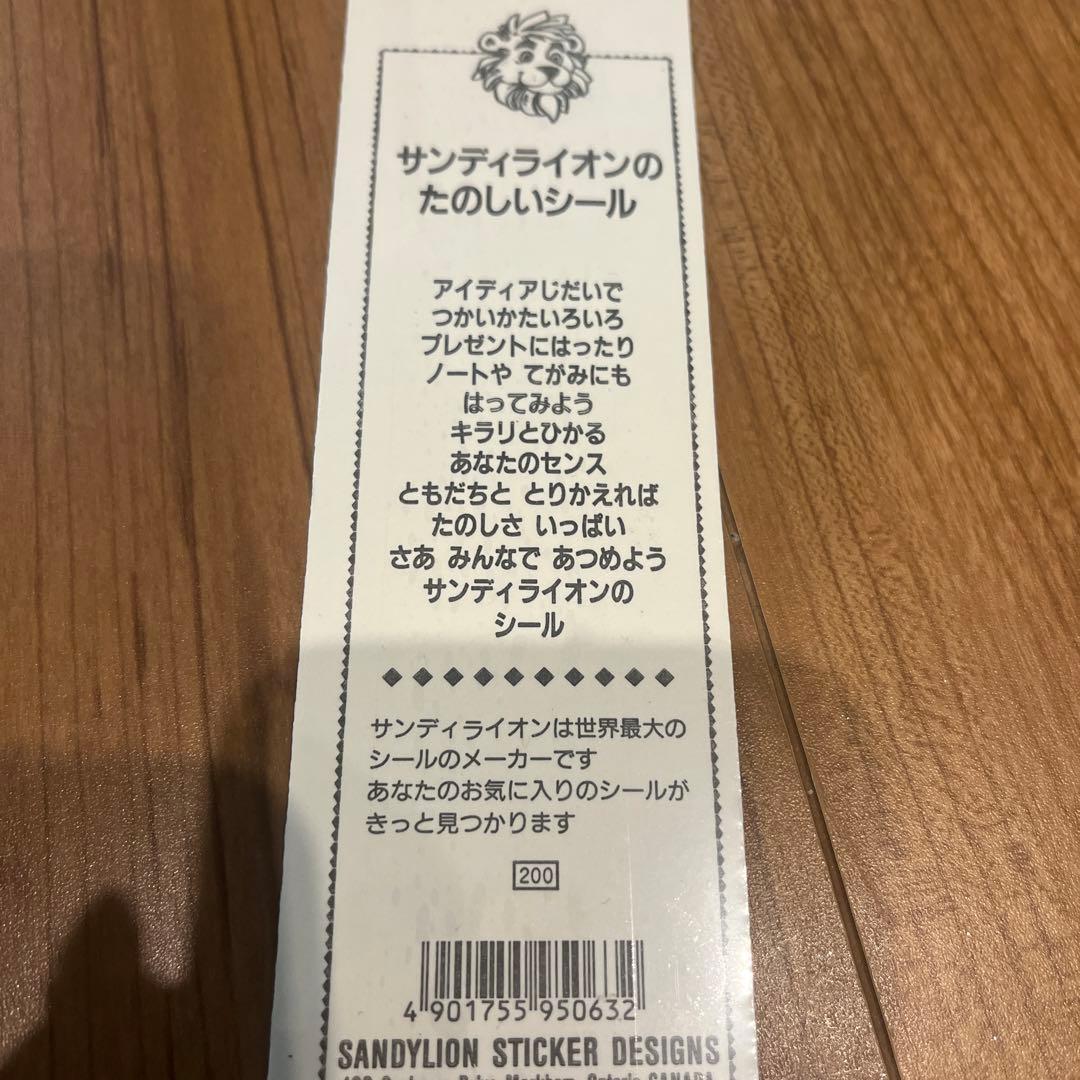 サンディライオンの
たのしいシール
アイディアじだいで
つかいかたいろいろ
プレゼントにはったり
ノートや てがみにも
はってみよう
キラリとひかる
あなたのセンス
ともだちと とりかえれば
たのしさ いっぱい
さあ みんなで あつめよう
サンディライオンの
シール
サンディライオンは世界最大の
シールのメーカーです
あなたのお気に入りのシールが
きっと見つかります
200
4 901755 950632
SANDYLION STICKER DESIGNS
Markham, Ontario CANADA